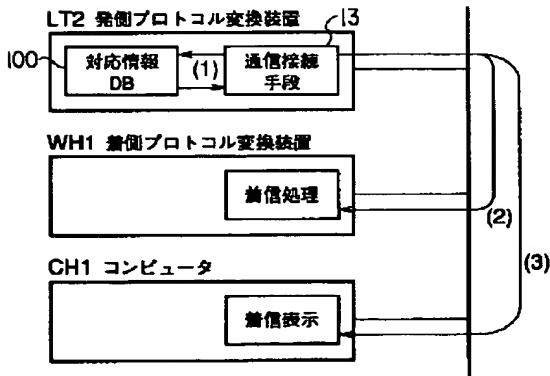 LT2 発側プロトコル変換装置
13
100
対応情報
DB
(1)
通信接続
手段
WH1 着側プロトコル変換装置
着信処理
(2)
(3)
CH1 コンピュータ
着信表示